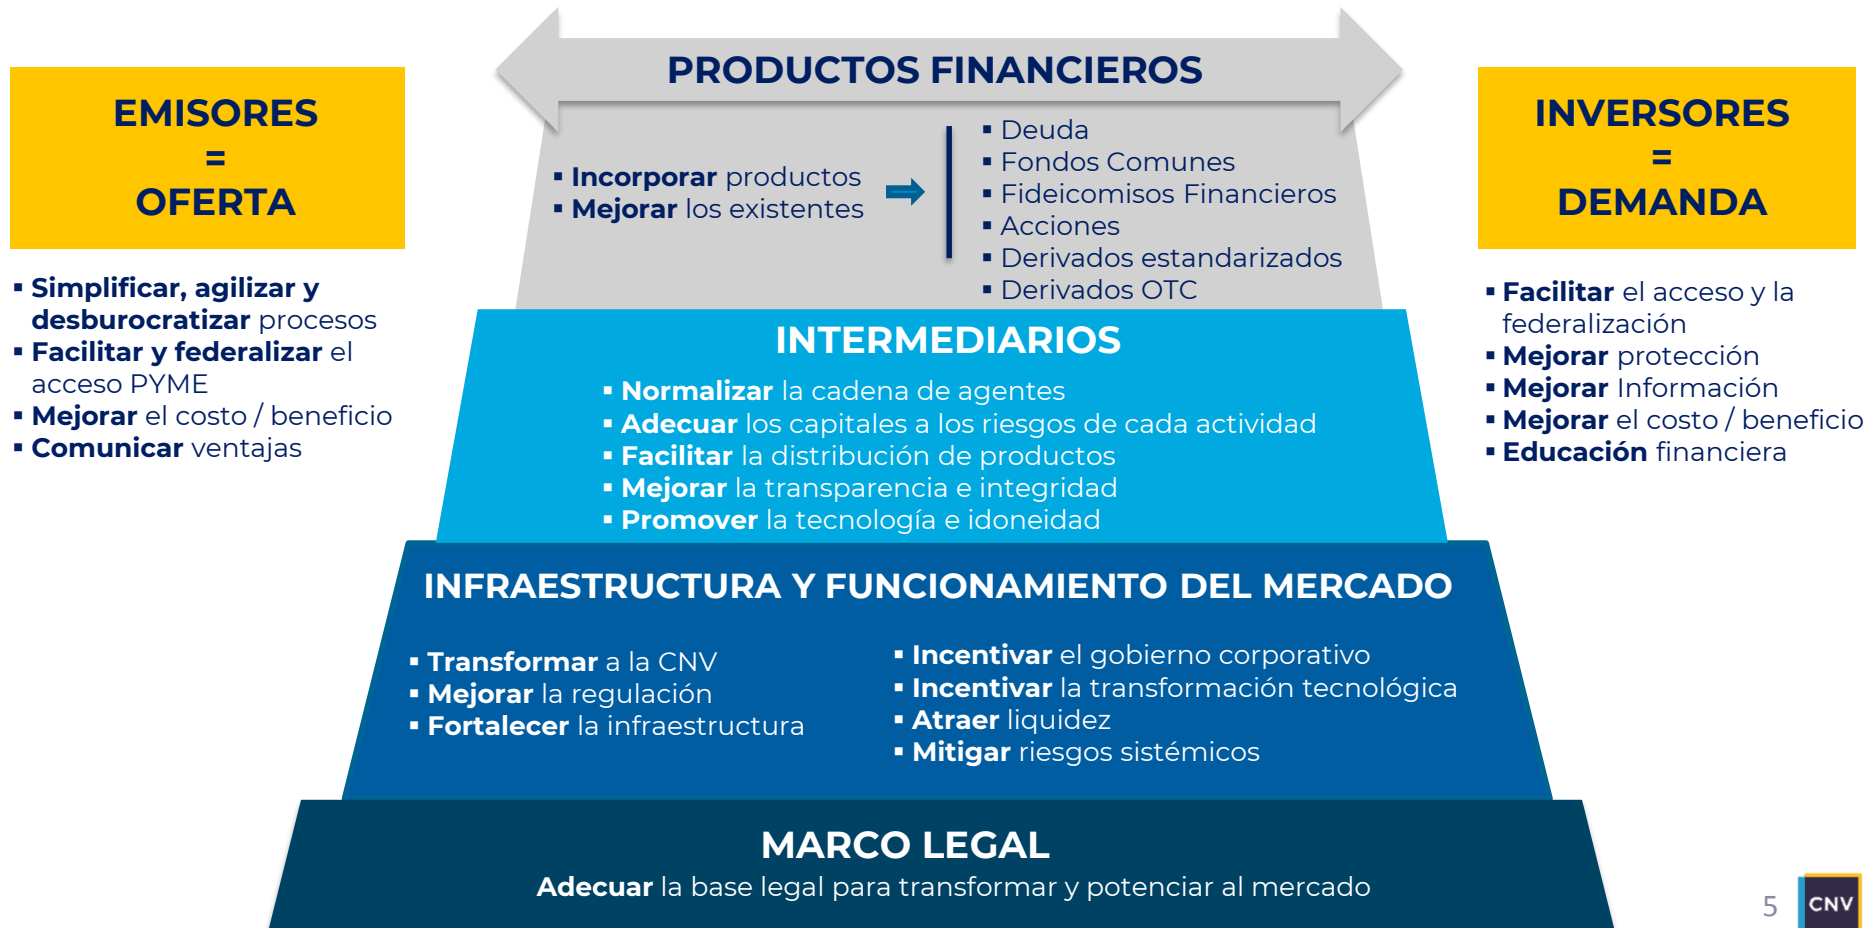 EMISORES
=
OFERTA
▪ Simplificar, agilizar y
desburocratizar procesos
▪ Facilitar y federalizar el
acceso PYME
▪ Mejorar el costo / beneficio
▪ Comunicar ventajas
PRODUCTOS FINANCIEROS
▪ Incorporar productos
▪ Mejorar los existentes
▪ Deuda
▪ Fondos Comunes
▪ Fideicomisos Financieros
▪ Acciones
▪ Derivados estandarizados
▪ Derivados OTC
INTERMEDIARIOS
▪ Normalizar la cadena de agentes
▪ Adecuar los capitales a los riesgos de cada actividad
▪ Facilitar la distribución de productos
▪ Mejorar la transparencia e integridad
▪ Promover la tecnología e idoneidad
INFRAESTRUCTURA Y FUNCIONAMIENTO DEL MERCADO
▪ Transformar a la CNV
▪ Mejorar la regulación
▪ Fortalecer la infraestructura
▪ Incentivar el gobierno corporativo
▪ Incentivar la transformación tecnológica
▪ Atraer liquidez
▪ Mitigar riesgos sistémicos
MARCO LEGAL
Adecuar la base legal para transformar y potenciar al mercado
INVERSORES
=
DEMANDA
▪ Facilitar el acceso y la
federalización
▪ Mejorar protección
▪ Mejorar Información
▪ Mejorar el costo / beneficio
▪ Educación financiera
5
CNV